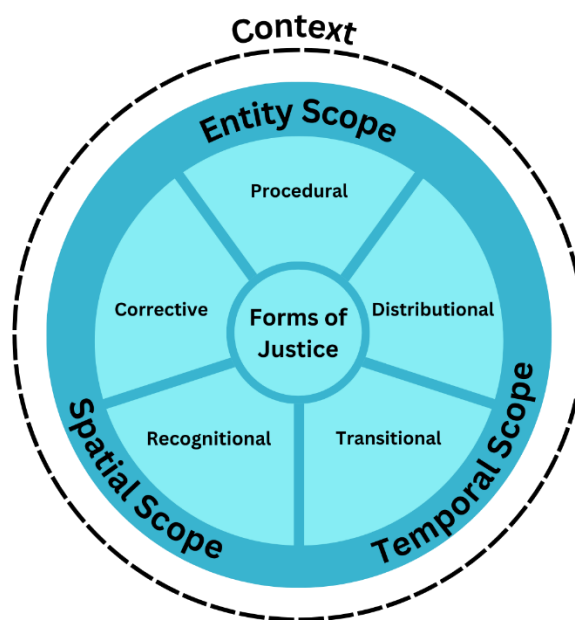 Context
Entity Scope
Procedural
Corrective
Forms of
Justice
Distributional
Recognitional
Transitional
Spatial Scope
Temporal Scope